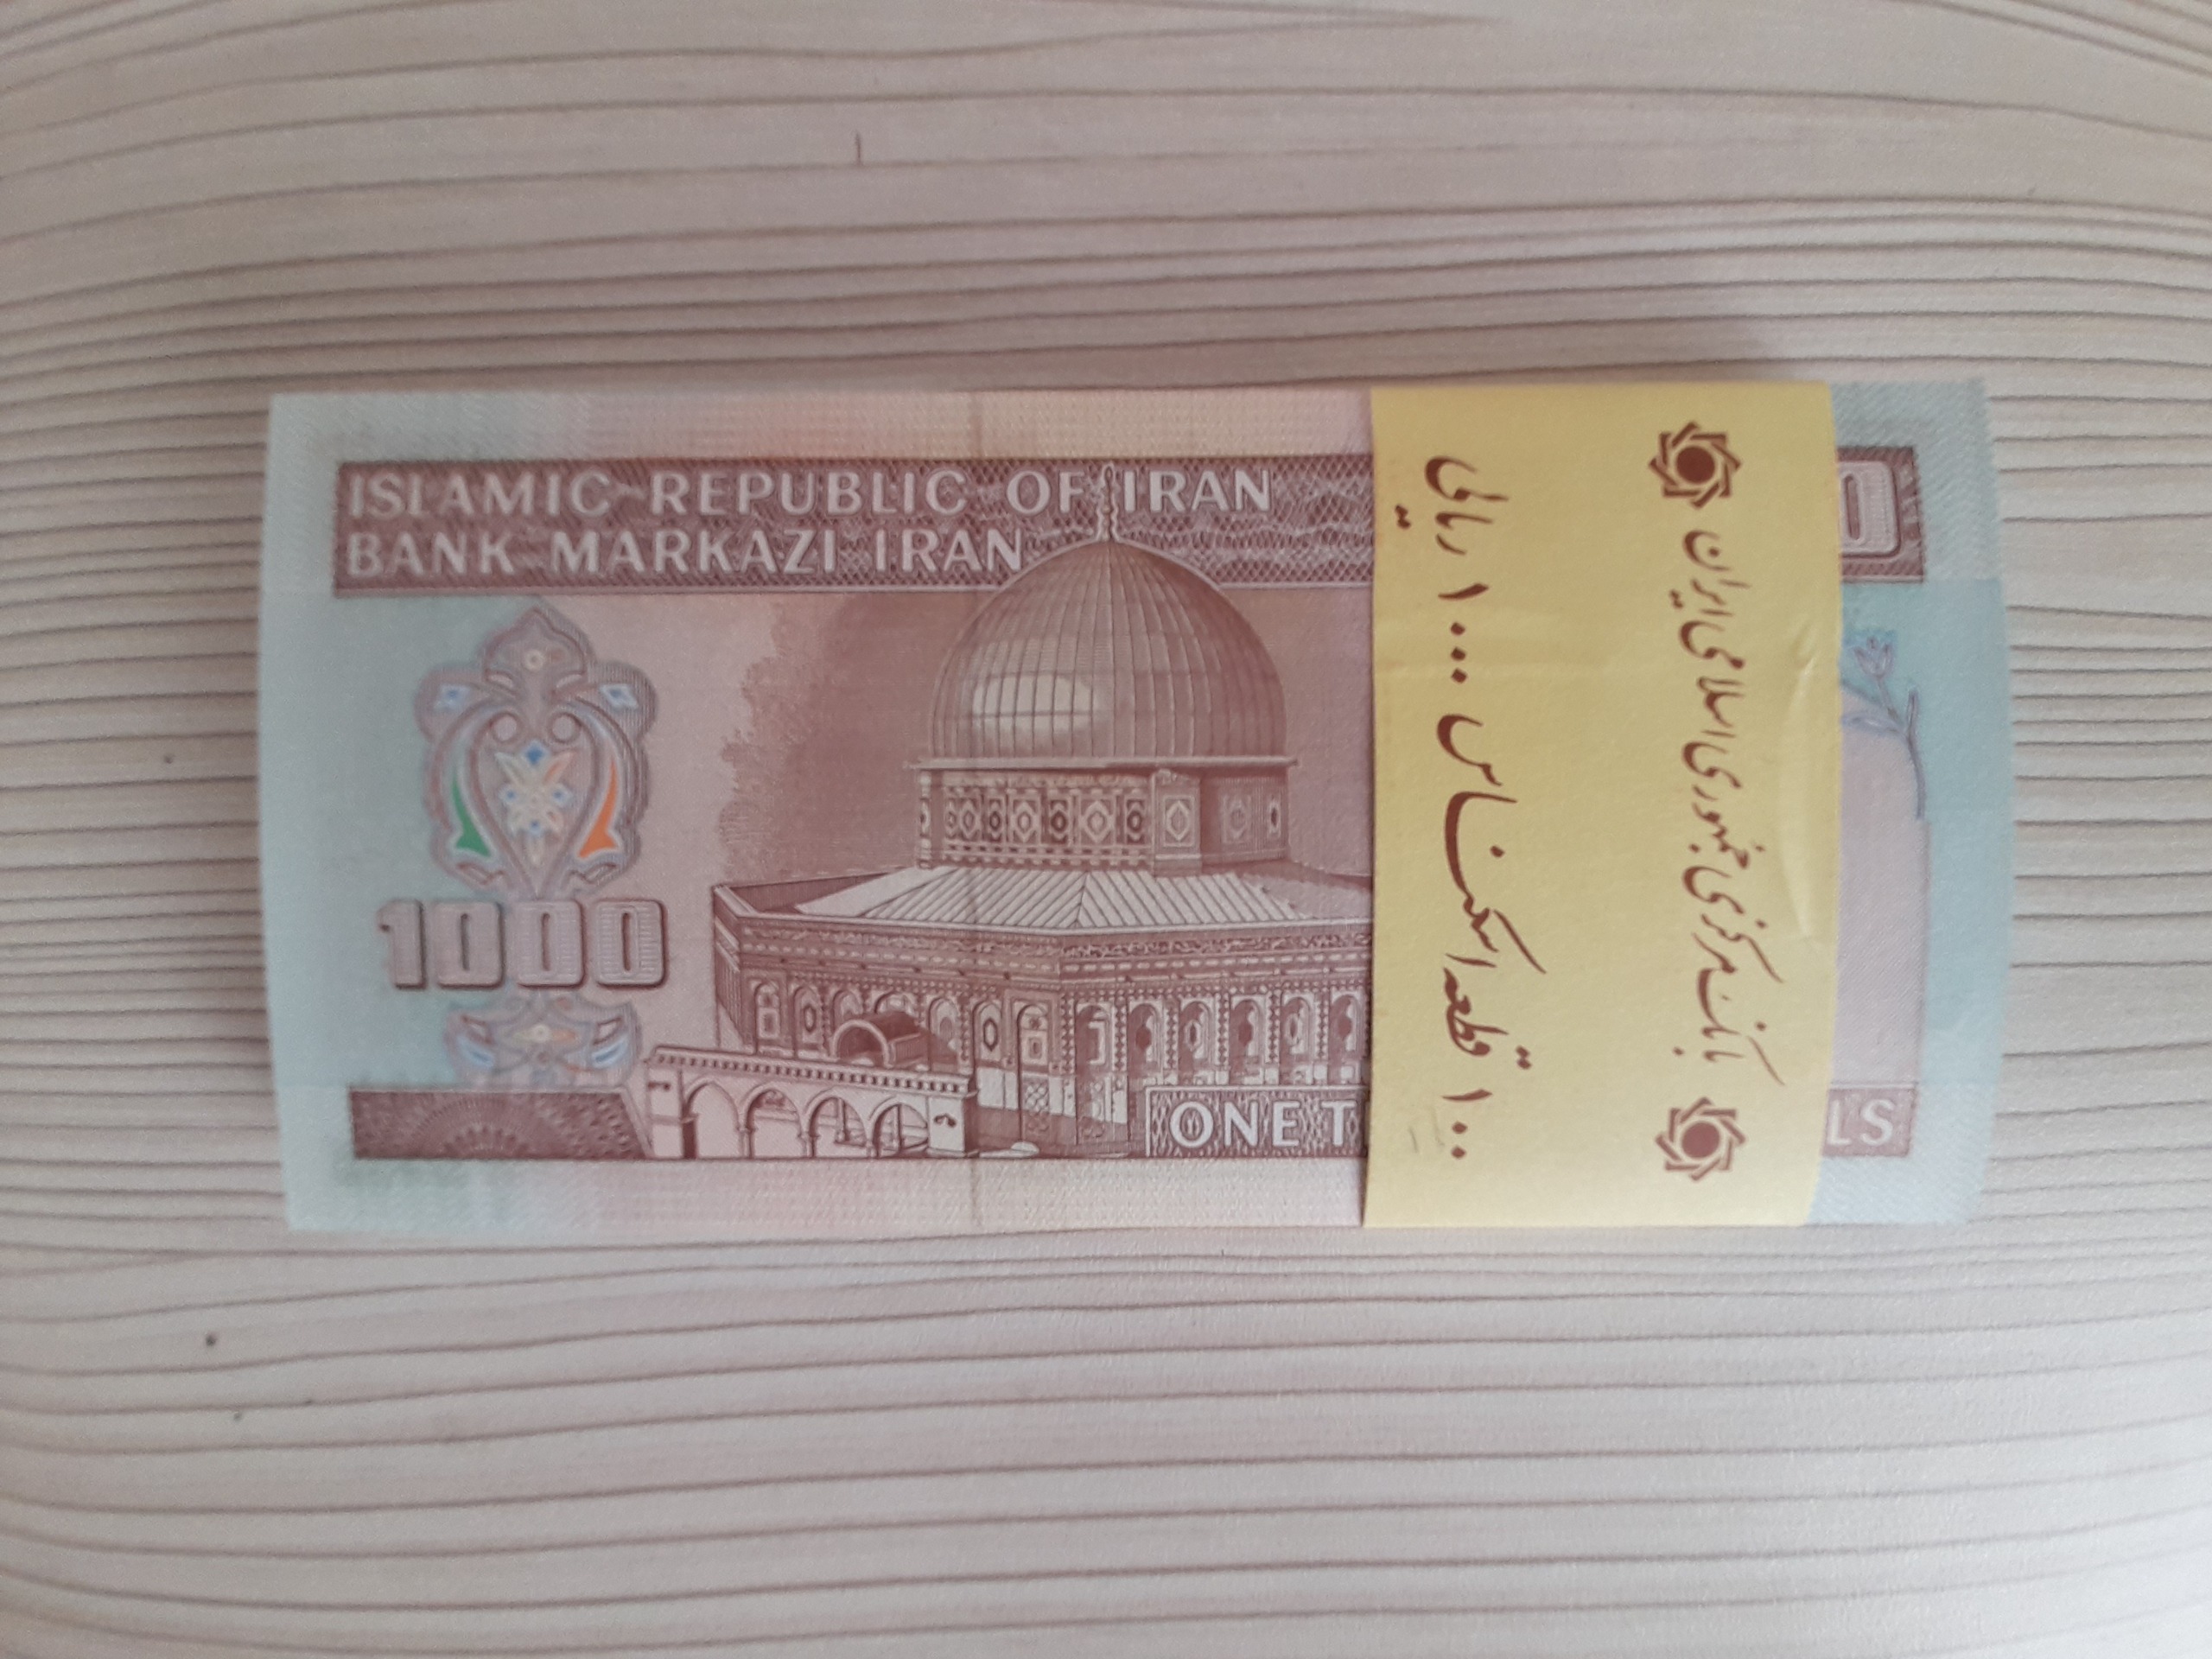 ISLAMIC REPUBLIC OF IRAN
BANK MARKAZI IRAN
1000
ONE T
LS
0
بانک مرکزی جمهوری اسلامی ایران
۱۰۰ قطعه اسکناس ۱۰۰۰ ریالی